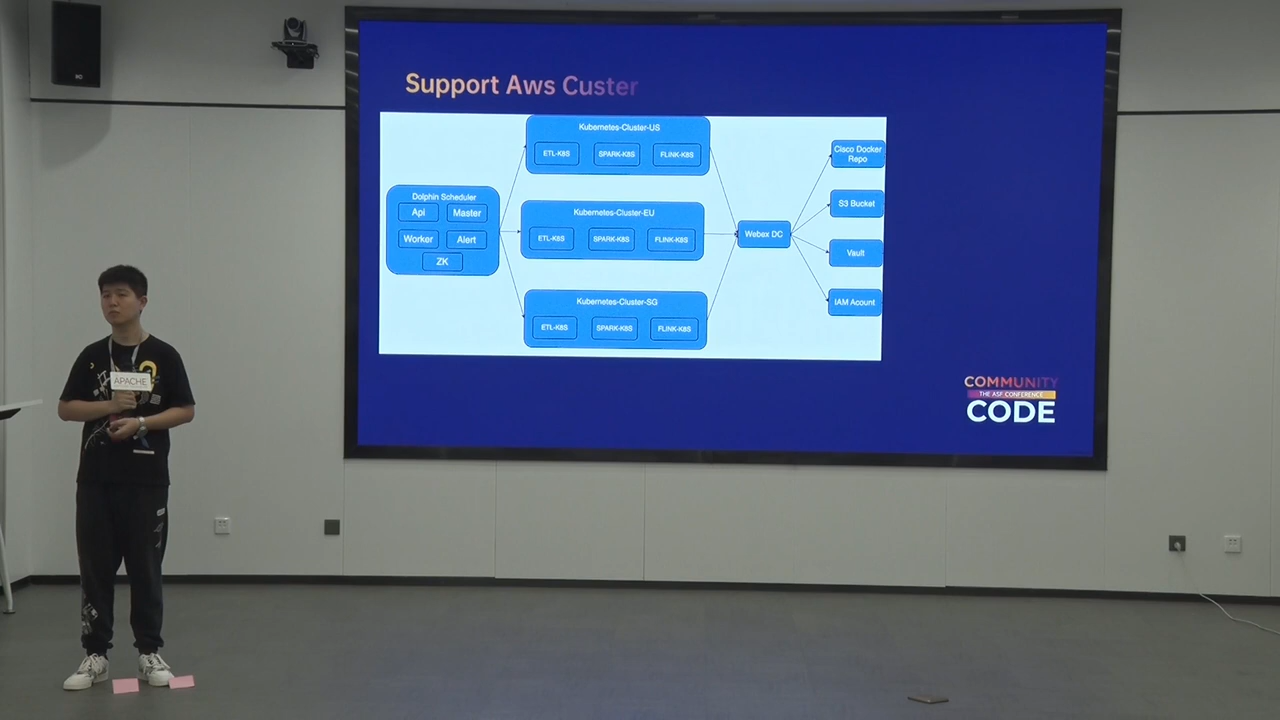 Support Aws Custer
Kubernetes-Cluster-US
ETL-K8S SPARK-K8S FLINK-K8S
Dolphin Scheduler
Api Master
Worker Alert
ZK
Kubernetes-Cluster-EU
ETL-K8S SPARK-K8S FLINK-K8S
Kubernetes-Cluster-SG
ETL-K8S SPARK-K8S FLINK-K8S
Webex DC
Cisco Docker
Repo
S3 Bucket
Vault
IAM Acount
COMMUNITY
THE ASF CONFERENCE
CODE
APACHE